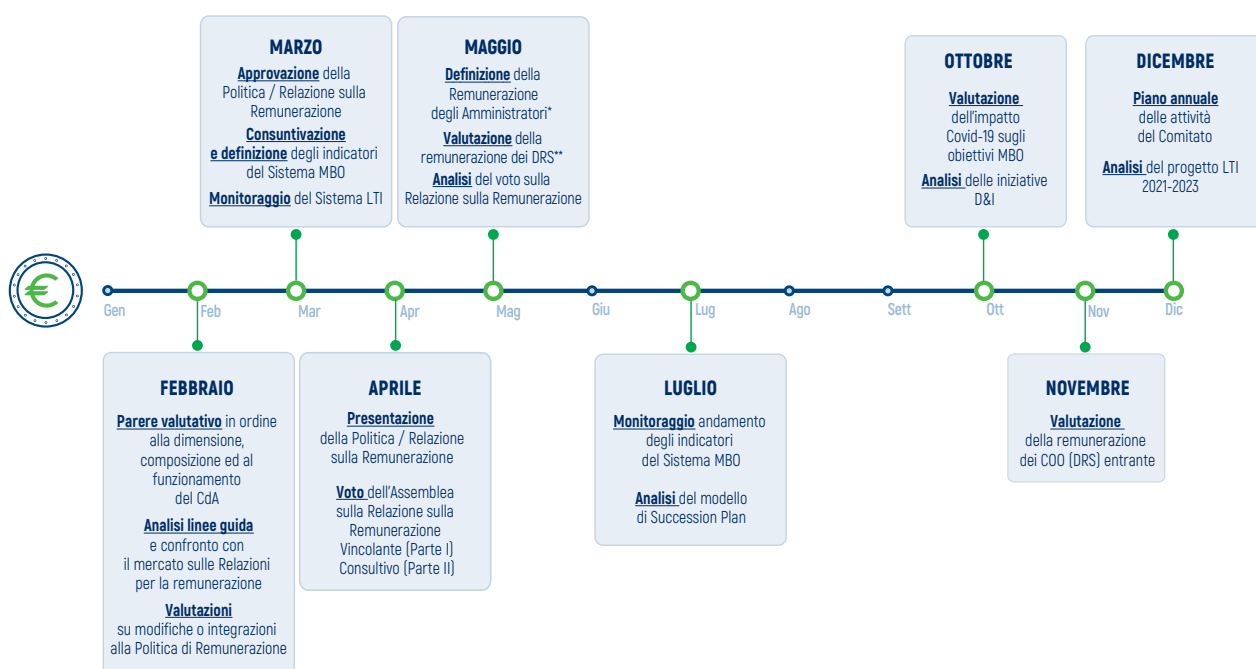 MARZO
Approvazione della
Politica / Relazione sulla
Remunerazione
Consuntivazione
e definizione degli indicatori
del Sistema MBO
Monitoraggio del Sistema LTI
MAGGIO
Definizione della
Remunerazione
degli Amministratori*
Valutazione della
remunerazione dei DRS**
Analisi del voto sulla
Relazione sulla Remunerazione
OTTOBRE
Valutazione
dell'impatto
Covid-19 sugli
obiettivi MBO
Analisi delle iniziative
D&I
DICEMBRE
Piano annuale
delle attività
del Comitato
Analisi del progetto LTI
2021-2023
€
Gen
Feb
Mar
Apr
Mag
Giu
Lug
Ago
Sett
Ott
Nov
Dic
FEBBRAIO
Parere valutativo in ordine
alla dimensione,
composizione ed al
funzionamento
del CdA
Analisi linee guida
e confronto con
il mercato sulle Relazioni
per la remunerazione
Valutazioni
su modifiche o integrazioni
alla Politica di Remunerazione
APRILE
Presentazione
della Politica / Relazione
sulla Remunerazione
Voto dell'Assemblea
sulla Relazione sulla
Remunerazione
Vincolante (Parte I)
Consultivo (Parte II)
LUGLIO
Monitoraggio andamento
degli indicatori
del Sistema MBO
Analisi del modello
di Succession Plan
NOVEMBRE
Valutazione
della remunerazione
dei COO (DRS) entrante